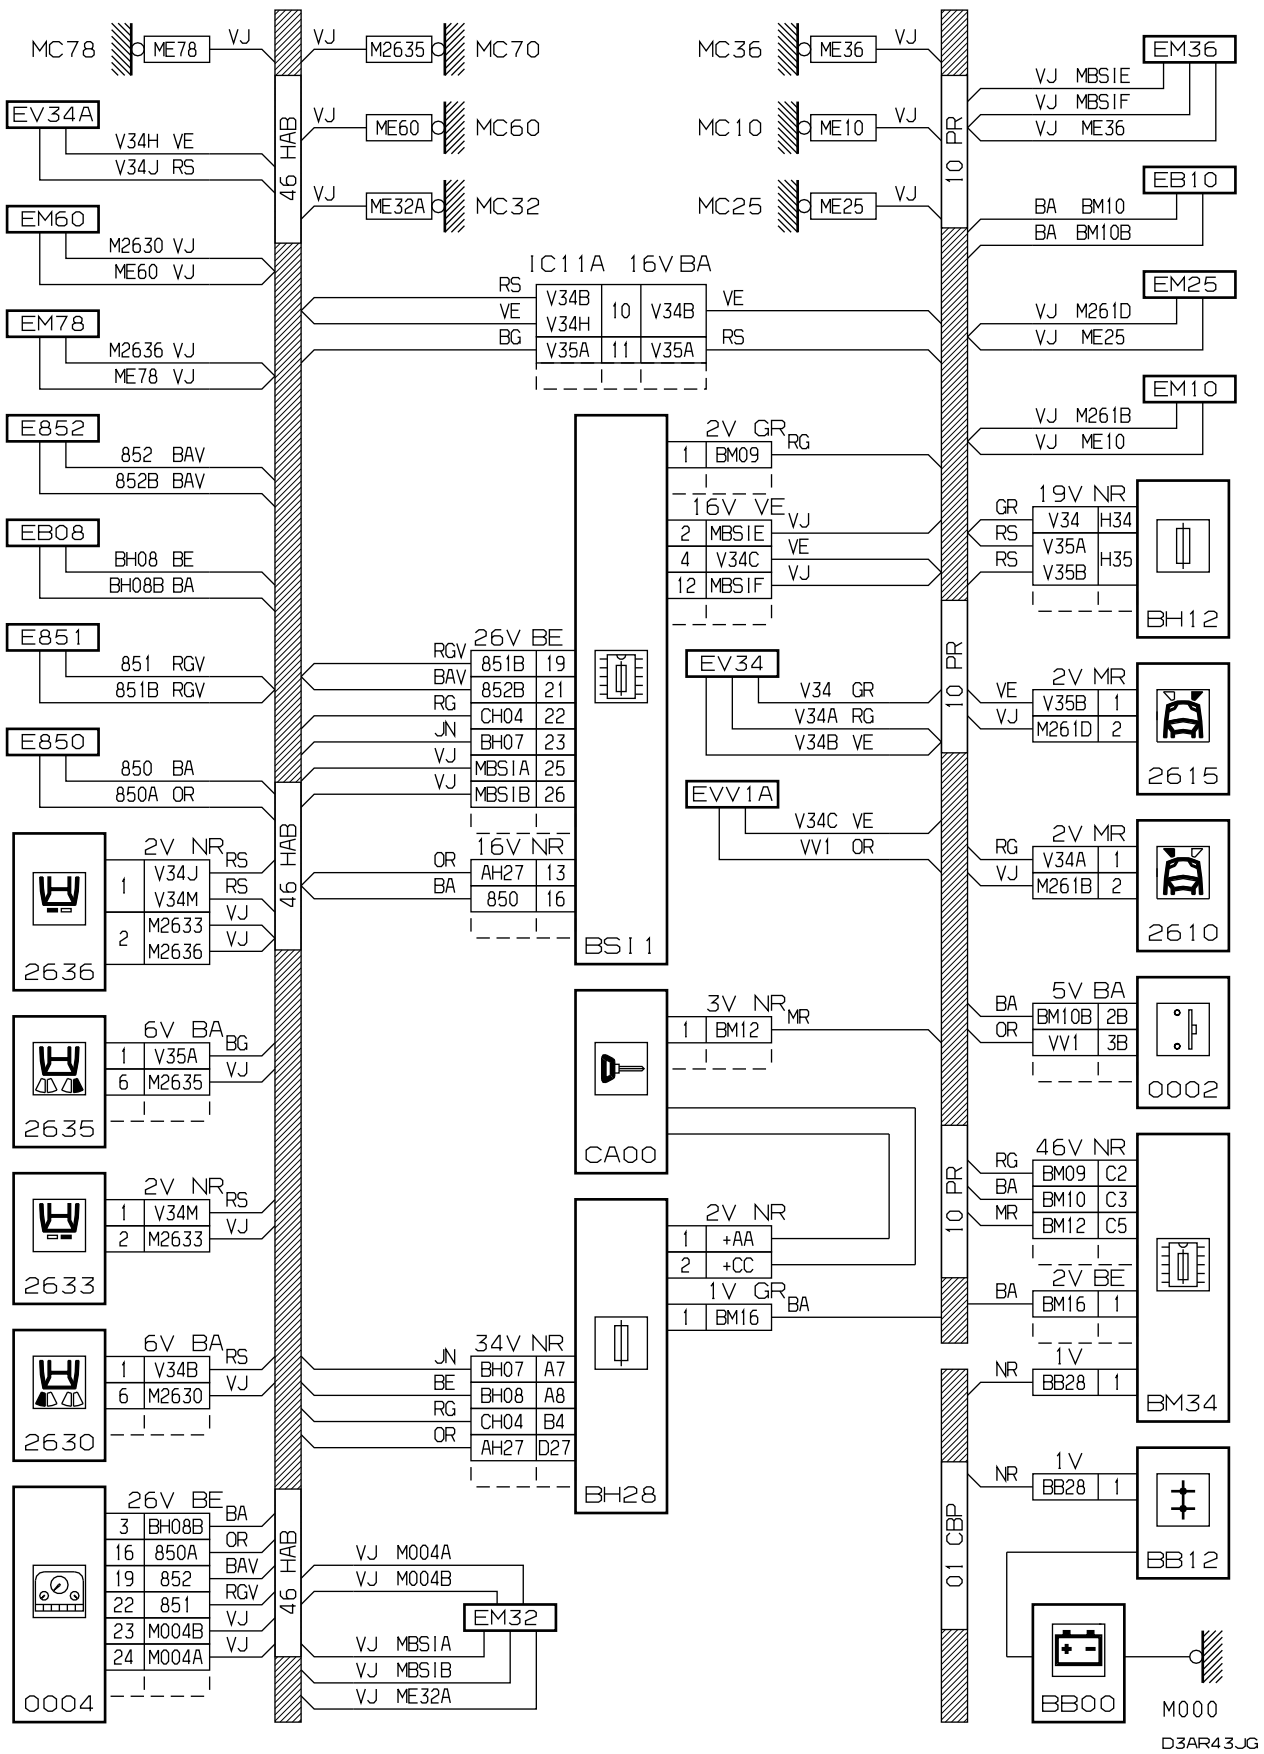 MC78 ME78 VJ
VJ M2635 MC70
MC36 ME36 VJ
EM36
VJ MBSIE
VJ MBSIF
VJ ME36
EV34A
V34H VE
V34J RS
46 HAB
VJ ME60 MC60
MC10 ME10 VJ
10 PR
VJ ME32A MC32
MC25 ME25 VJ
EB10
BA BM10
BA BM10B
EM60
M2630 VJ
ME60 VJ
IC11A 16V BA
RS V34B 10 V34B VE
VE V34H
BG V35A 11 V35A RS
EM25
VJ M261D
VJ ME25
EM78
M2636 VJ
ME78 VJ
EM10
VJ M261B
VJ ME10
E852
852 BAV
852B BAV
2V GR
1 BM09 RG
16V VE
2 MBSIE VJ
4 V34C VE
12 MBSIF VJ
19V NR
GR V34 H34
RS V35A H35
RS V35B
BH12
EB08
BH08 BE
BH08B BA
E851
851 RGV
851B RGV
26V BE
RGV 851B 19
BAV 852B 21
RG CH04 22
JN BH07 23
VJ MBSIA 25
VJ MBSIB 26
EV34
V34 GR
V34A RG
V34B VE
10 PR
2V MR
VE V35B 1
VJ M261D 2
2615
E850
850 BA
850A OR
EVV1A
V34C VE
VV1 OR
46 HAB
2V NR
1 V34J RS
V34M RS
2 M2633 VJ
M2636 VJ
2636
16V NR
OR AH27 13
BA 850 16
BSI1
2V MR
RG V34A 1
VJ M261B 2
2610
6V BA
1 V35A BG
6 M2635 VJ
2635
3V NR
1 BM12 MR
CA00
5V BA
BA BM10B 2B
OR VV1 3B
0002
2V NR
1 V34M RS
2 M2633 VJ
2633
2V NR
1 +AA
2 +CC
1V GR
1 BM16 BA
10 PR
46V NR
RG BM09 C2
BA BM10 C3
MR BM12 C5
2V BE
BA BM16 1
1V
NR BB28 1
BM34
6V BA
1 V34B RS
6 M2630 VJ
2630
34V NR
JN BH07 A7
BE BH08 A8
RG CH04 B4
OR AH27 D27
BH28
1V
NR BB28 1
BB12
01 CBP
26V BE
3 BH08B BA
16 850A OR
19 852 BAV
22 851 RGV
23 M004B VJ
24 M004A VJ
0004
46 HAB
VJ M004A
VJ M004B
EM32
VJ MBSIA
VJ MBSIB
VJ ME32A
BB00
M000
D3AR43JG